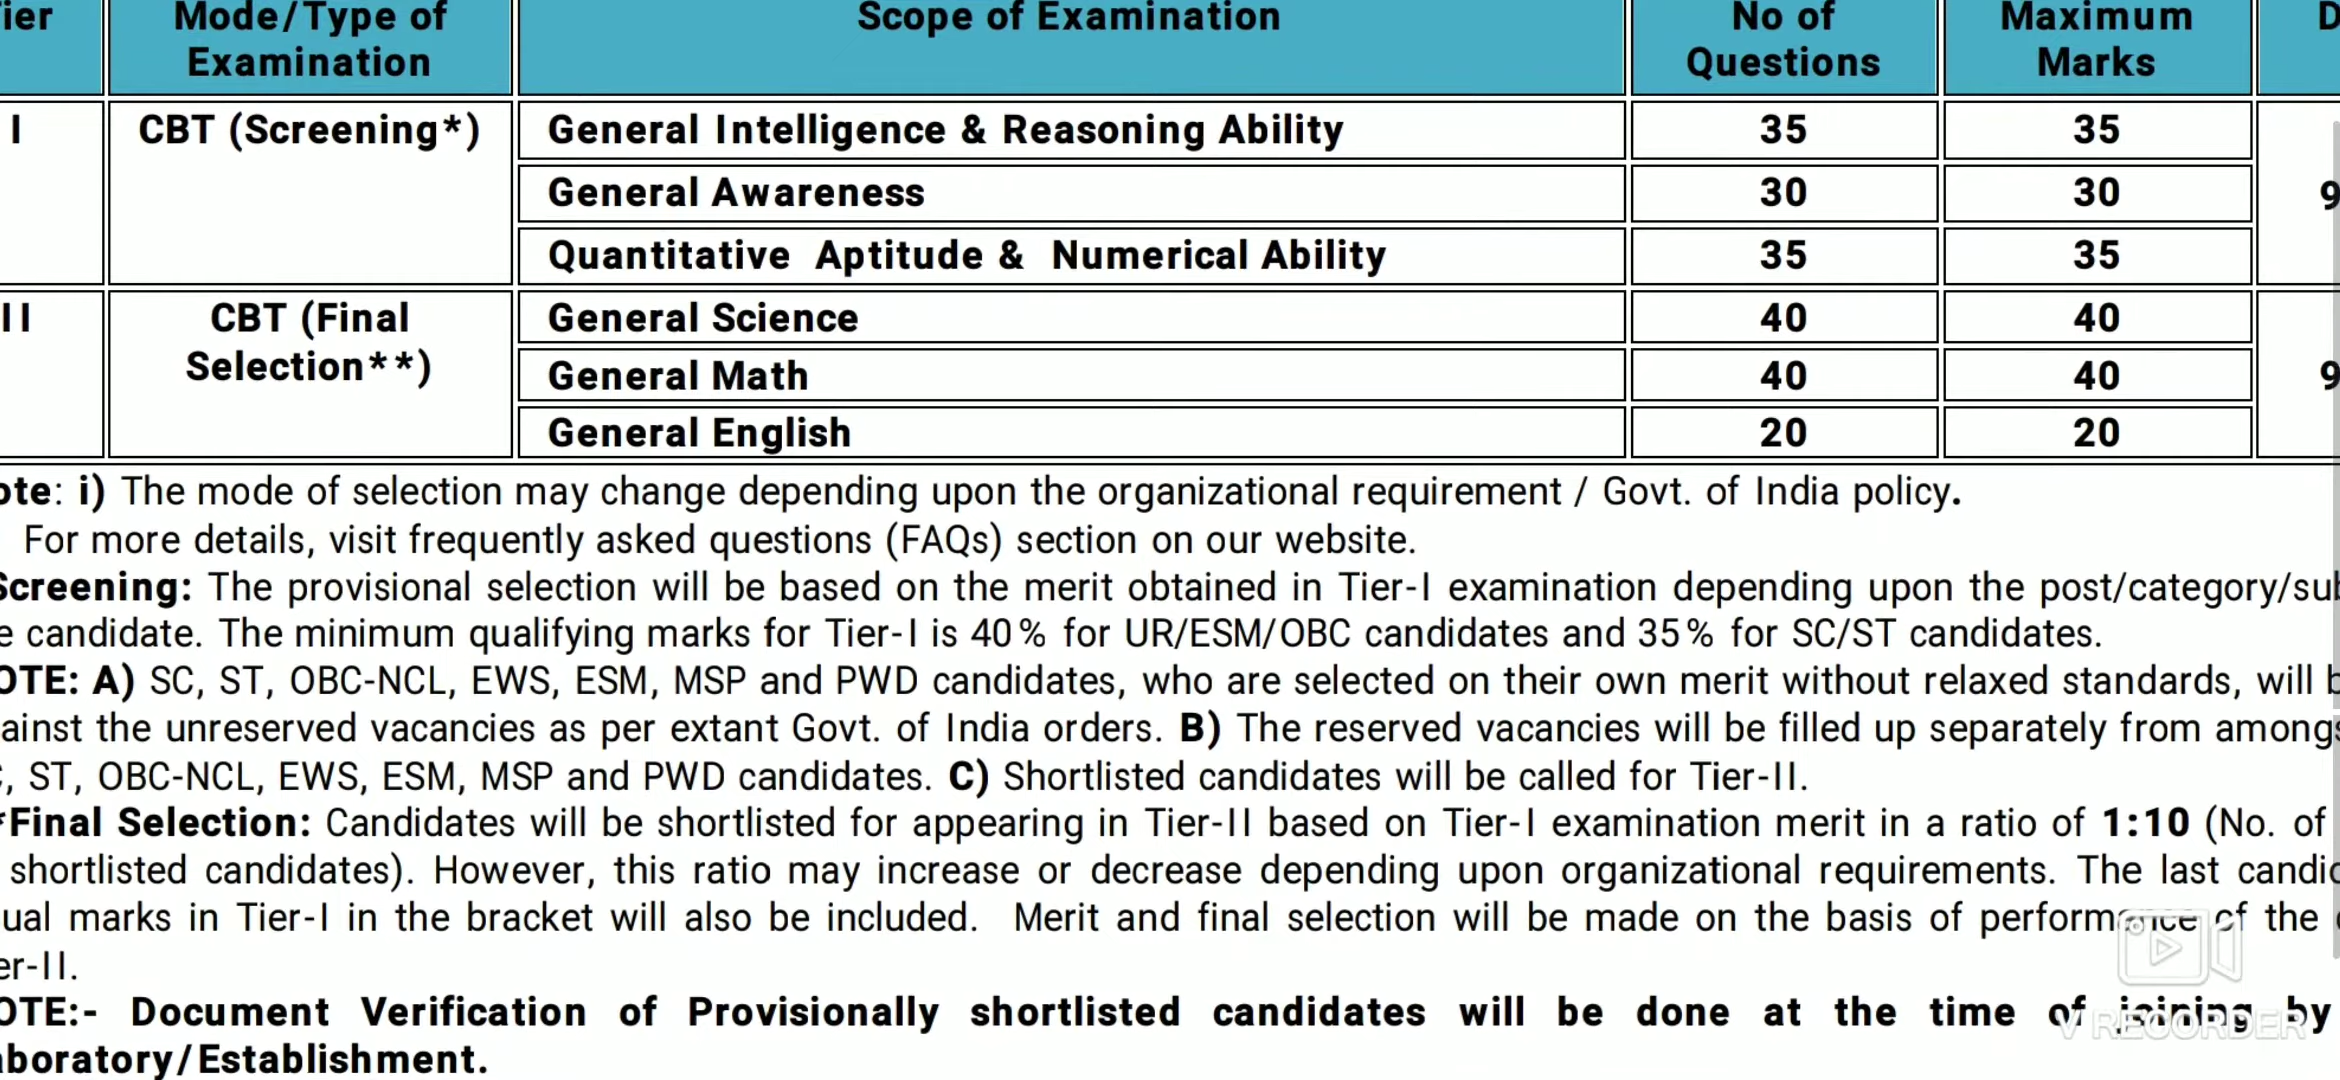 Mode/Type of Examination Scope of Examination No of Questions Maximum Marks
I CBT (Screening*) General Intelligence & Reasoning Ability 35 35
General Awareness 30 30
Quantitative Aptitude & Numerical Ability 35 35
II CBT (Final Selection**) General Science 40 40
General Math 40 40
General English 20 20
i) The mode of selection may change depending upon the organizational requirement / Govt. of India policy.
For more details, visit frequently asked questions (FAQs) section on our website.
Screening: The provisional selection will be based on the merit obtained in Tier-I examination depending upon the
candidate. The minimum qualifying marks for Tier-I is 40% for UR/ESM/OBC candidates and 35% for SC/ST candidates.
A) SC, ST, OBC-NCL, EWS, ESM, MSP and PWD candidates, who are selected on their own merit without relaxed standards, will
the unreserved vacancies as per extant Govt. of India orders. B) The reserved vacancies will be filled up separately from
ST, OBC-NCL, EWS, ESM, MSP and PWD candidates. C) Shortlisted candidates will be called for Tier-II.
*Final Selection: Candidates will be shortlisted for appearing in Tier-II based on Tier-I examination merit in a ratio of 1:10 (No. of
shortlisted candidates). However, this ratio may increase or decrease depending upon organizational requirements. The last
marks in Tier-I in the bracket will also be included. Merit and final selection will be made on the basis of performance of the
er-II.
OTE:- Document Verification of Provisionally shortlisted candidates will be done at the time of joining by
aboratory/Establishment.
V RECORDER